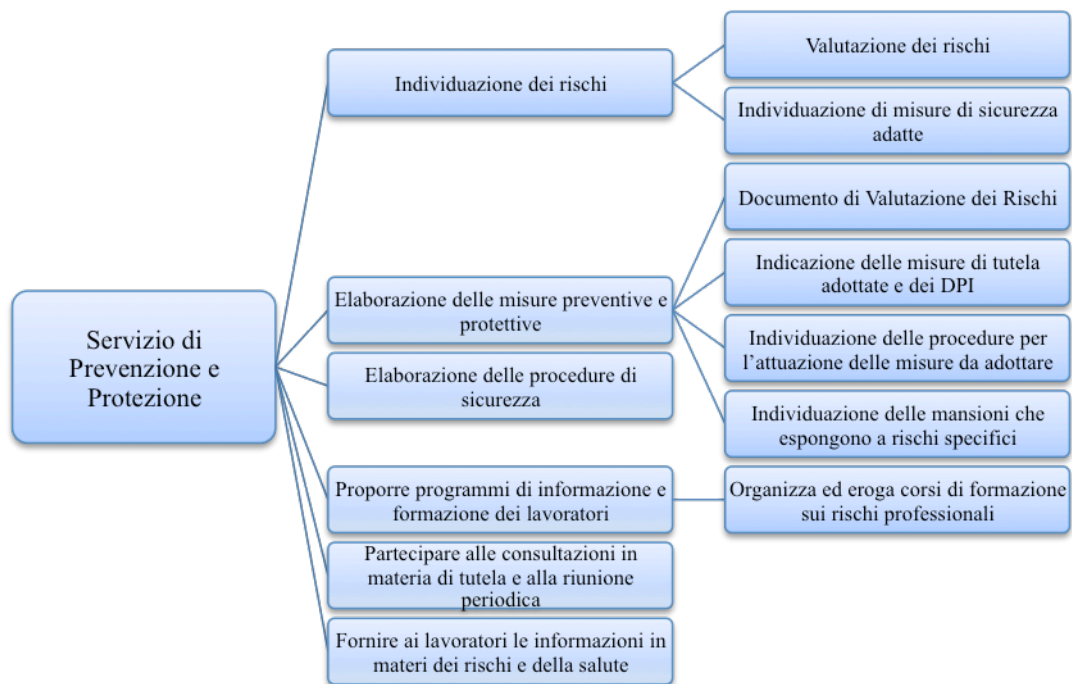 Servizio di
Prevenzione e
Protezione
Individuazione dei rischi
Valutazione dei rischi
Individuazione di misure di sicurezza
adatte
Elaborazione delle misure preventive e
protettive
Documento di Valutazione dei Rischi
Indicazione delle misure di tutela
adottate e dei DPI
Individuazione delle procedure per
l’attuazione delle misure da adottare
Individuazione delle mansioni che
espongono a rischi specifici
Elaborazione delle procedure di
sicurezza
Proporre programmi di informazione e
formazione dei lavoratori
Organizza ed eroga corsi di formazione
sui rischi professionali
Partecipare alle consultazioni in
materia di tutela e alla riunione
periodica
Fornire ai lavoratori le informazioni in
materi dei rischi e della salute